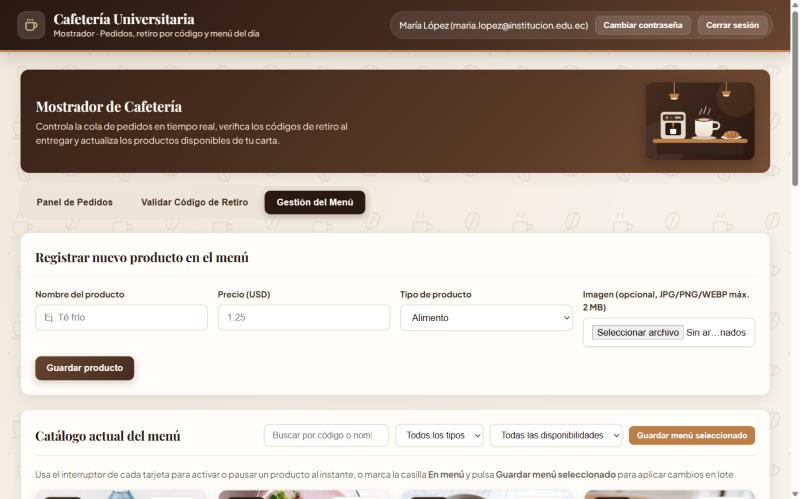 Cafetería Universitaria
Mostrador · Pedidos, retiro por código y menú del día
María López (maria.lopez@institucion.edu.ec)
Cambiar contraseña
Cerrar sesión
Mostrador de Cafetería
Controla la cola de pedidos en tiempo real, verifica los códigos de retiro al
entregar y actualiza los productos disponibles de tu carta.
Panel de Pedidos
Validar Código de Retiro
Gestión del Menú
Registrar nuevo producto en el menú
Nombre del producto
Precio (USD)
Tipo de producto
Imagen (opcional, JPG/PNG/WEBP máx.
2 MB)
Ej. Té frío
1.25
Alimento
Seleccionar archivo
Sin ar...nados
Guardar producto
Catálogo actual del menú
Buscar por código o nom
Todos los tipos
Todas las disponibilidades
Guardar menú seleccionado
Usa el interruptor de cada tarjeta para activar o pausar un producto al instante, o marca la casilla En menú y pulsa Guardar menú seleccionado para aplicar cambios en lote.